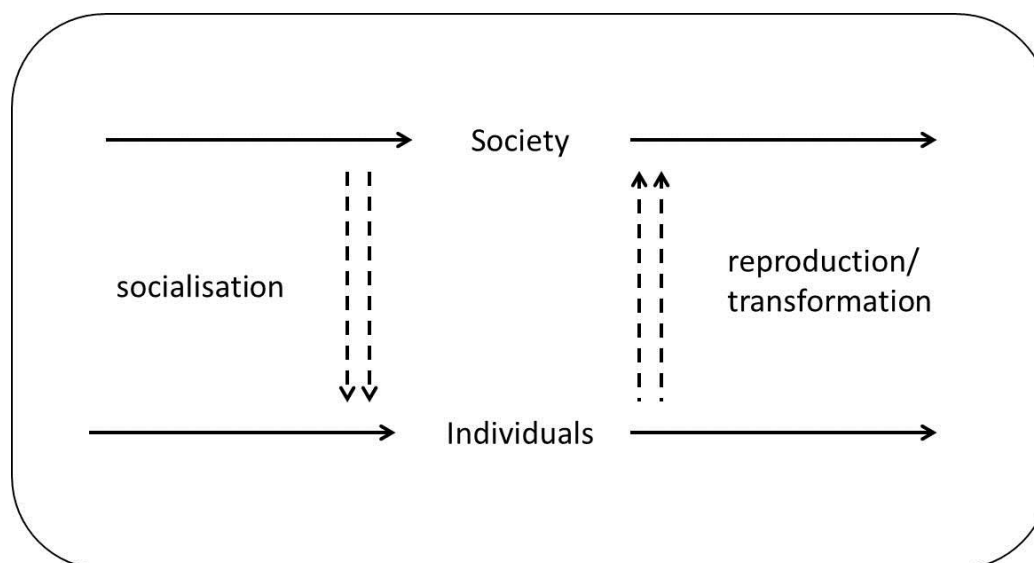 Society
socialisation
reproduction/
transformation
Individuals